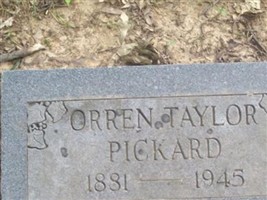 ORREN TAYLOR
PICKARD
1881 — 1945